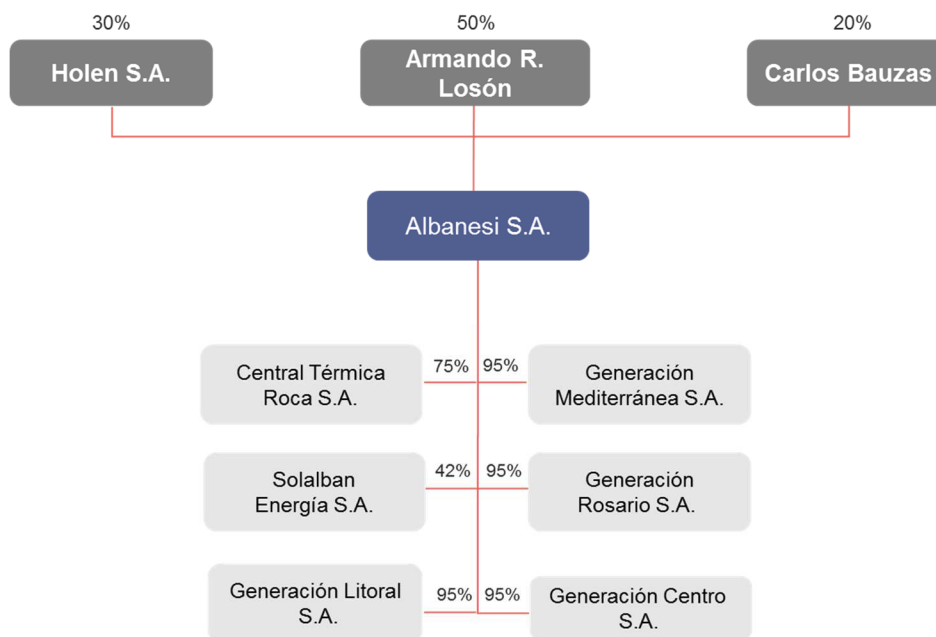 30%
50%
20%
Holen S.A.
Armando R.
Losón
Carlos Bauzas
Albanesi S.A.
Central Térmica
Roca S.A.
75%
95%
Generación
Mediterránea S.A.
Solalban
Energía S.A.
42%
95%
Generación
Rosario S.A.
Generación Litoral
S.A.
95%
95%
Generación Centro
S.A.